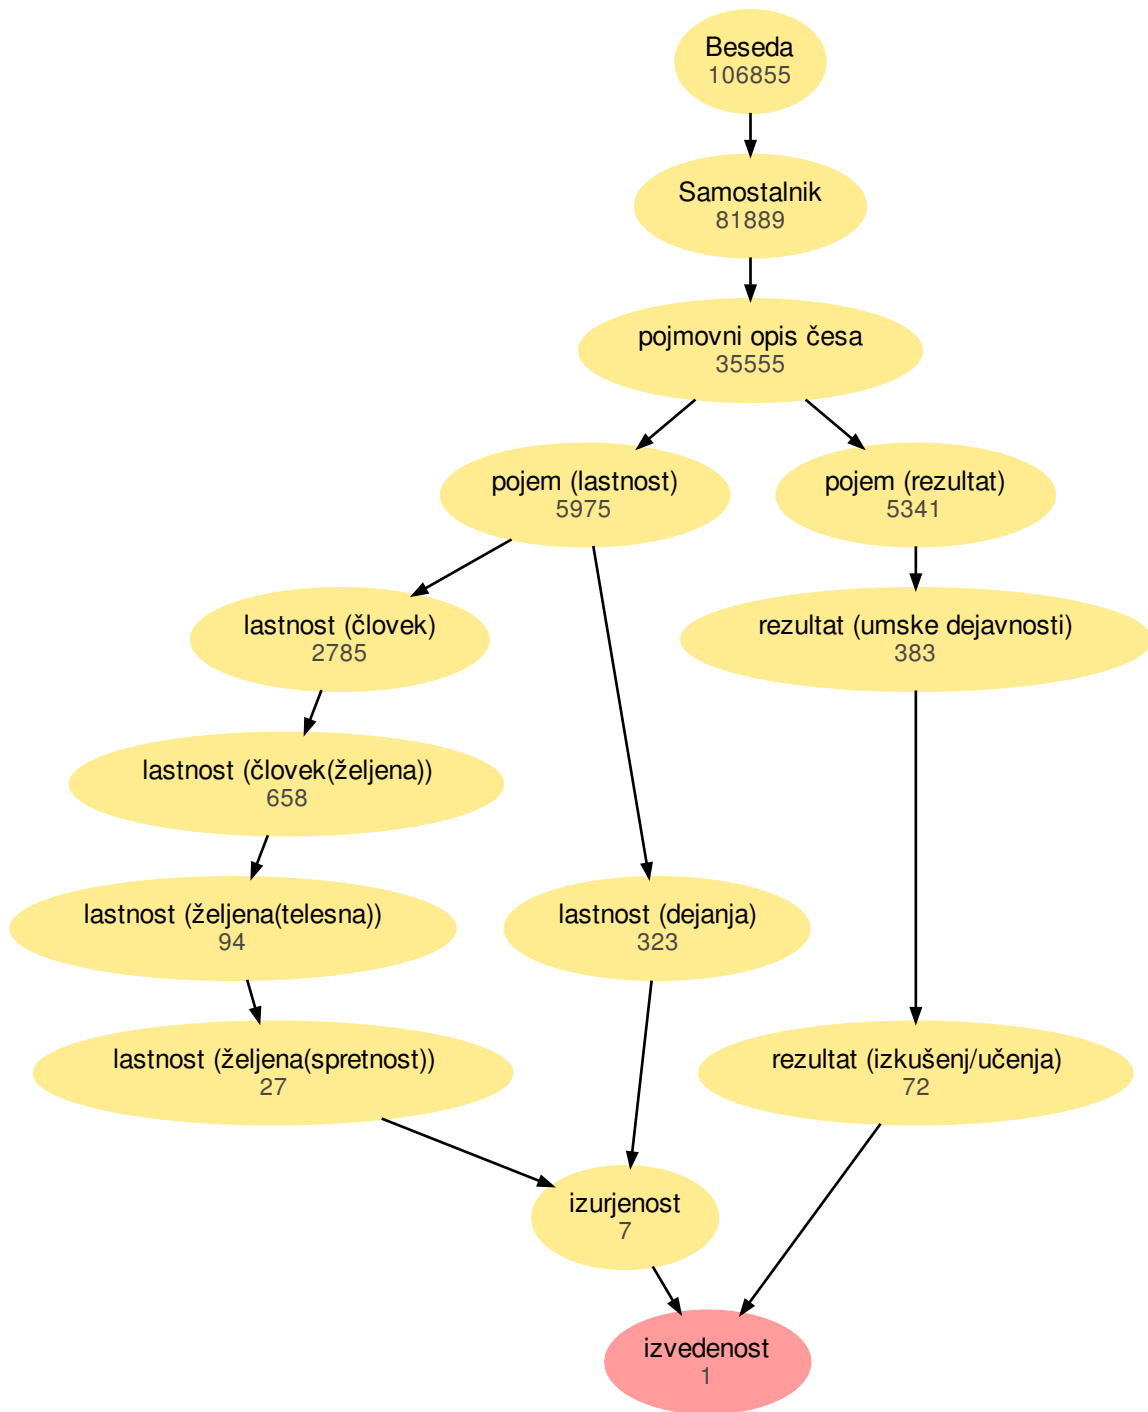 Beseda
106855
Samostalnik
81889
pojmovni opis česa
35555
pojem (lastnost)
5975
pojem (rezultat)
5341
lastnost (človek)
2785
rezultat (umske dejavnosti)
383
lastnost (človek(željena))
658
lastnost (željena(telesna))
94
lastnost (dejanja)
323
lastnost (željena(spretnost))
27
rezultat (izkušenj/učenja)
72
izurjenost
7
izvedenost
1